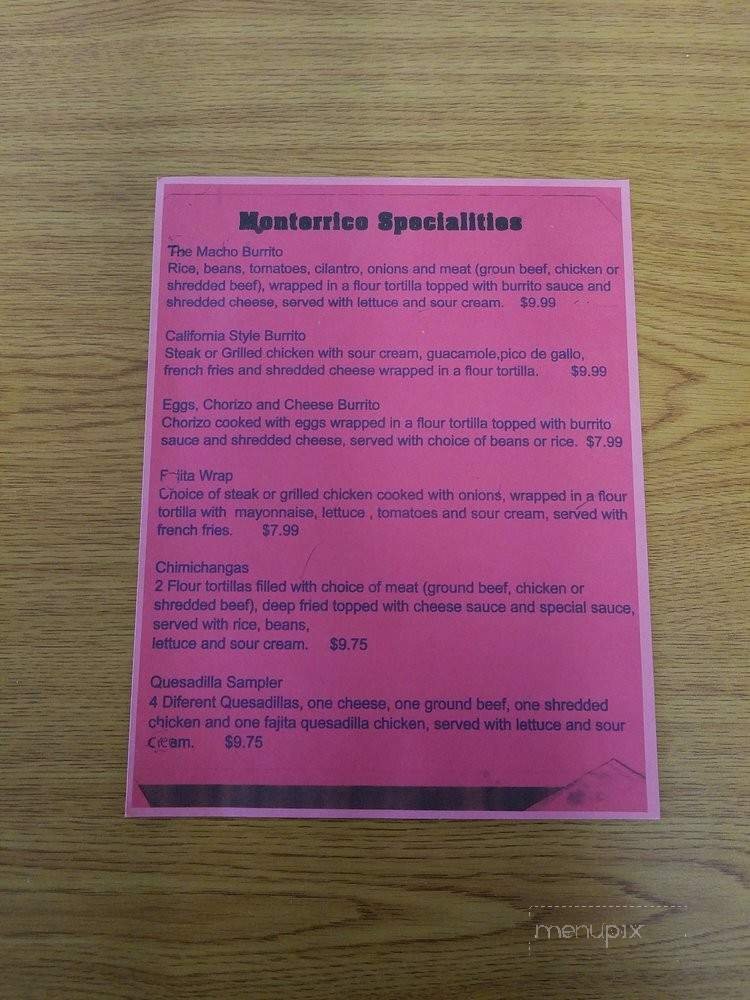 Monterrico Specialities
The Macho Burrito
Rice, beans, tomatoes, cilantro, onions and meat (groun beef, chicken or
shredded beef), wrapped in a flour tortilla topped with burrito sauce and
shredded cheese, served with lettuce and sour cream. $9.99
California Style Burrito
Steak or Grilled chicken with sour cream, guacamole,pico de gallo,
french fries and shredded cheese wrapped in a flour tortilla. $9.99
Eggs, Chorizo and Cheese Burrito
Chorizo cooked with eggs wrapped in a flour tortilla topped with burrito
sauce and shredded cheese, served with choice of beans or rice. $7.99
Fajita Wrap
Choice of steak or grilled chicken cooked with onions, wrapped in a flour
tortilla with mayonnaise, lettuce , tomatoes and sour cream, served with
french fries. $7.99
Chimichangas
2 Flour tortillas filled with choice of meat (ground beef, chicken or
shredded beef), deep fried topped with cheese sauce and special sauce,
served with rice, beans,
lettuce and sour cream. $9.75
Quesadilla Sampler
4 Diferent Quesadillas, one cheese, one ground beef, one shredded
chicken and one fajita quesadilla chicken, served with lettuce and sour
cream. $9.75
menupix